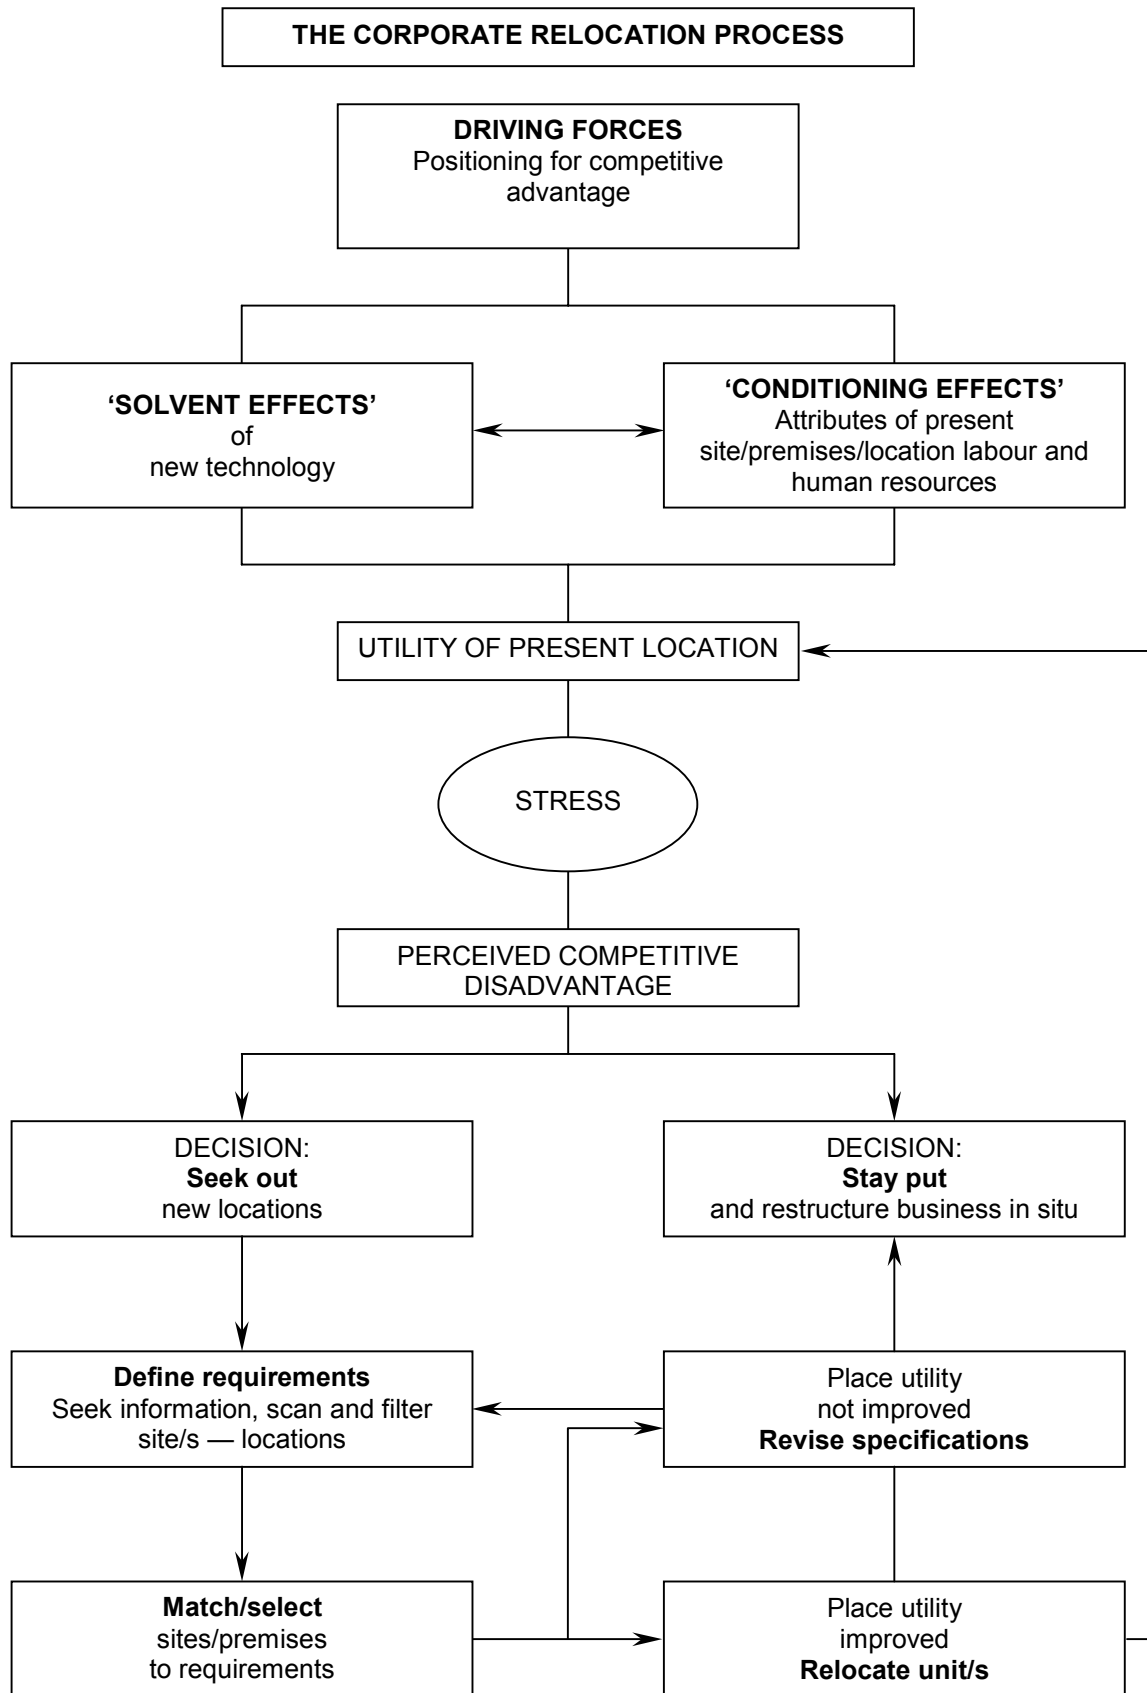 THE CORPORATE RELOCATION PROCESS
DRIVING FORCES
Positioning for competitive
advantage
‘SOLVENT EFFECTS’
of
new technology
‘CONDITIONING EFFECTS’
Attributes of present
site/premises/location labour and
human resources
UTILITY OF PRESENT LOCATION
STRESS
PERCEIVED COMPETITIVE
DISADVANTAGE
DECISION:
Seek out
new locations
DECISION:
Stay put
and restructure business in situ
Define requirements
Seek information, scan and filter
site/s — locations
Place utility
not improved
Revise specifications
Match/select
sites/premises
to requirements
Place utility
improved
Relocate unit/s